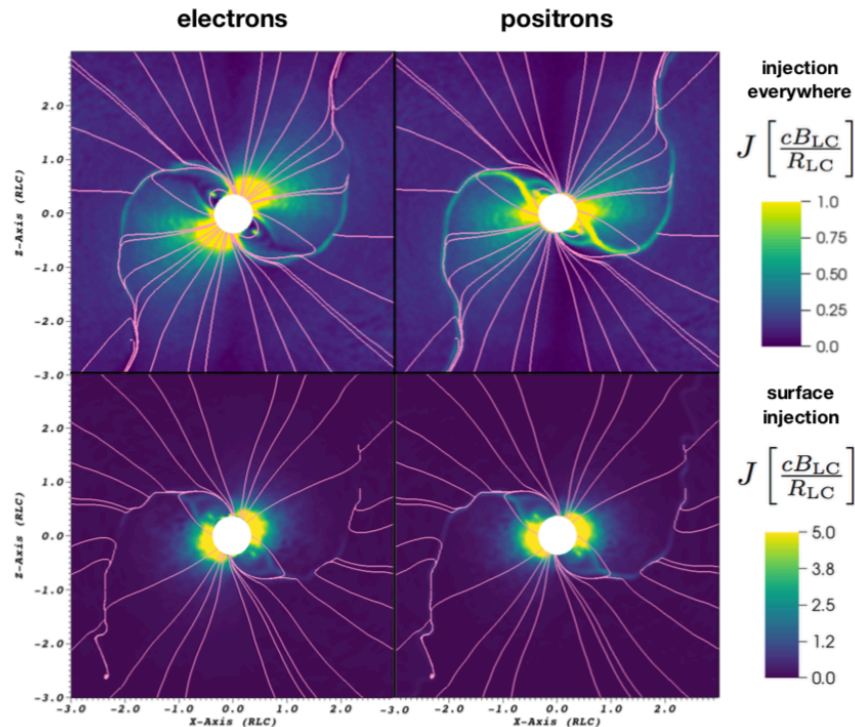 electrons
positrons
injection
everywhere
J [cB_LC / R_LC]
1.0
0.75
0.50
0.25
0.0
Z-Axis (RLC)
2.0
1.0
0.0
-1.0
-2.0
-3.0
surface
injection
J [cB_LC / R_LC]
5.0
3.8
2.5
1.2
0.0
Z-Axis (RLC)
2.0
1.0
0.0
-1.0
-2.0
-3.0
-3.0 -2.0 -1.0 0.0 1.0 2.0 -3.0 -2.0 -1.0 0.0 1.0 2.0
X-Axis (RLC) X-Axis (RLC)